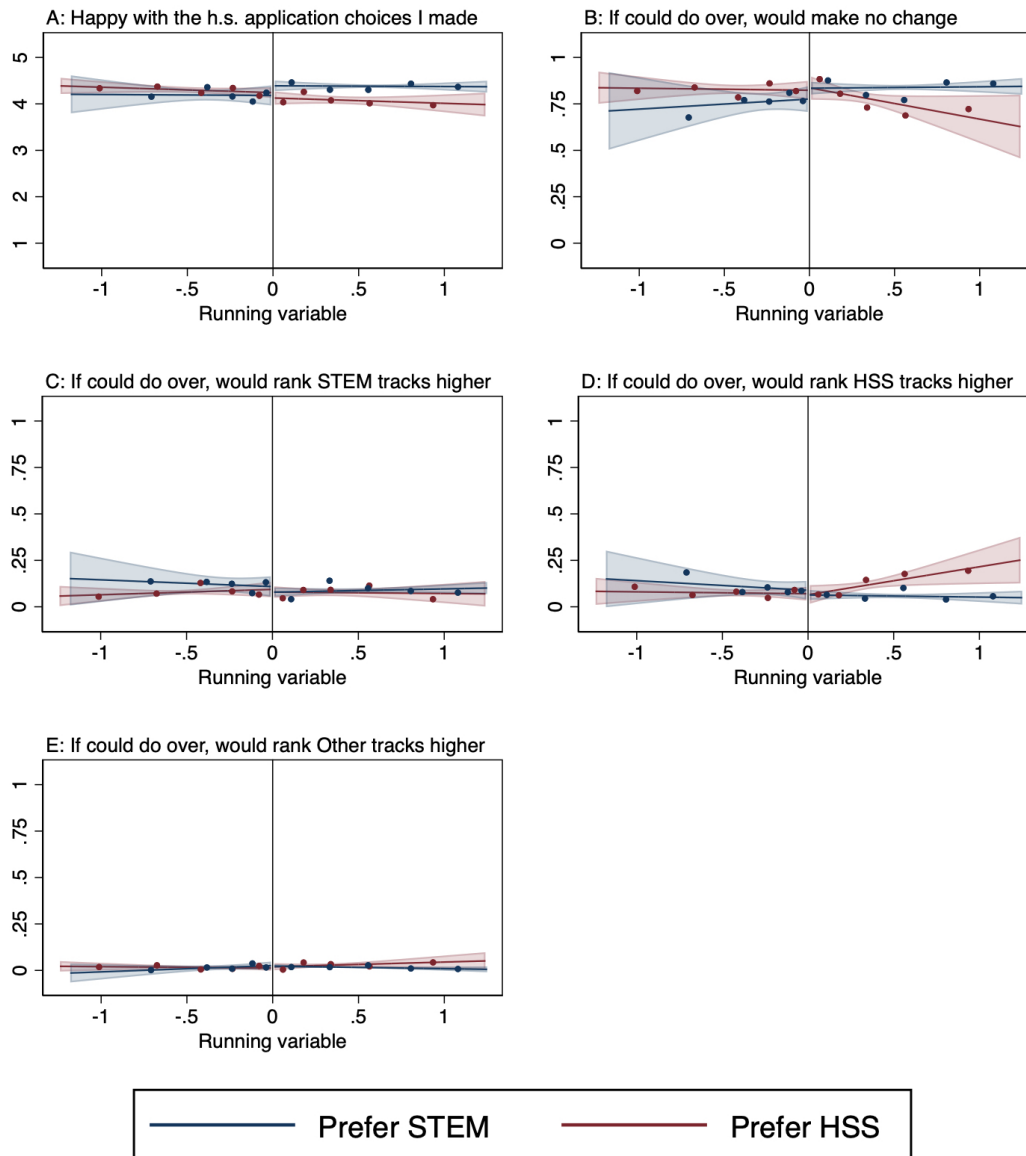 A: Happy with the h.s. application choices I made
5
4
3
2
1
-1 -.5 0 .5 1
Running variable
B: If could do over, would make no change
1
.75
.5
.25
0
-1 -.5 0 .5 1
Running variable
C: If could do over, would rank STEM tracks higher
1
.75
.5
.25
0
-1 -.5 0 .5 1
Running variable
D: If could do over, would rank HSS tracks higher
1
.75
.5
.25
0
-1 -.5 0 .5 1
Running variable
E: If could do over, would rank Other tracks higher
1
.75
.5
.25
0
-1 -.5 0 .5 1
Running variable
Prefer STEM Prefer HSS